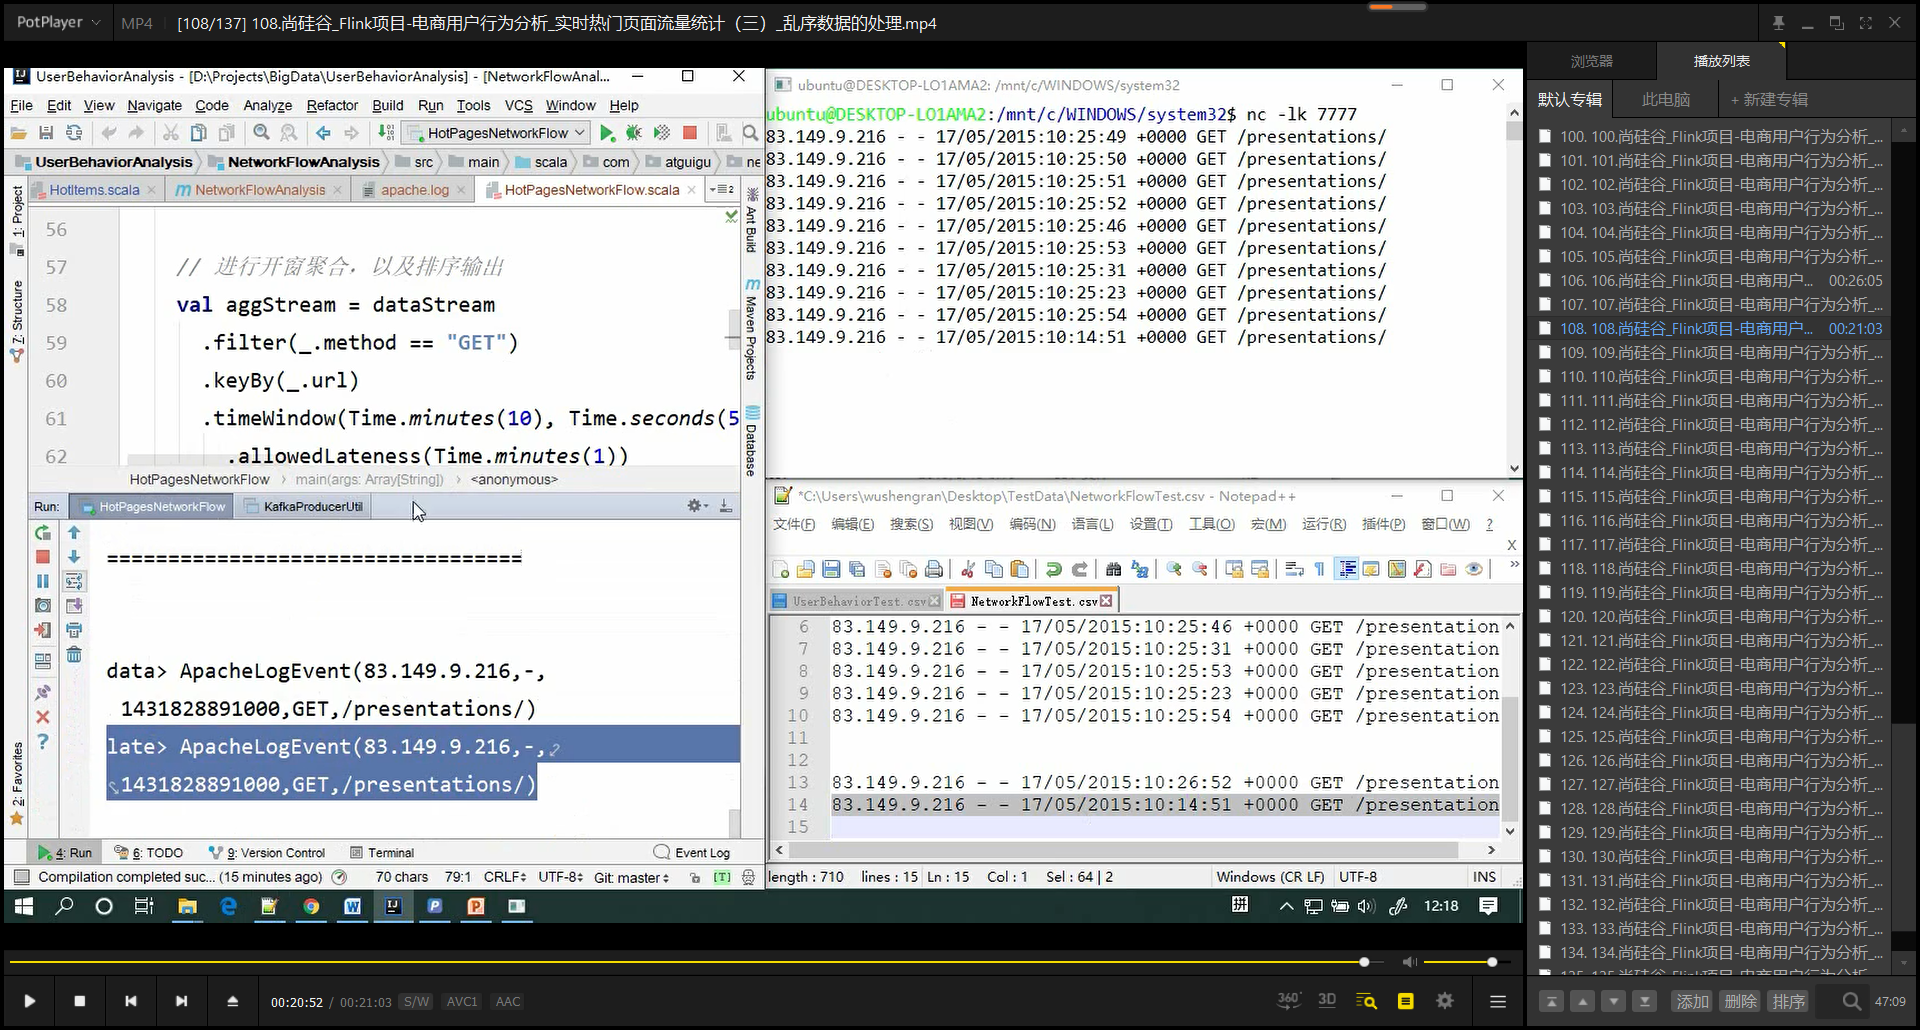 PotPlayer
MP4
[108/137] 108.尚硅谷_Flink项目-电商用户行为分析_实时热门页面流量统计（三）_乱序数据的处理.mp4
UserBehaviorAnalysis - [D:\Projects\BigData\UserBehaviorAnalysis] - [NetworkFlowAnal...
File Edit View Navigate Code Analyze Refactor Build Run Tools VCS Window Help
HotPagesNetworkFlow
UserBehaviorAnalysis NetworkFlowAnalysis src main scala com atguigu ne
HotItems.scala NetworkFlowAnalysis apache.log HotPagesNetworkFlow.scala
1: Project
7: Structure
2: Favorites
Ant Build
Maven Projects
Database
56
57 // 进行开窗聚合，以及排序输出
58 val aggStream = dataStream
59 .filter(_.method == "GET")
60 .keyBy(_.url)
61 .timeWindow(Time.minutes(10), Time.seconds(5
62 .allowedLateness(Time.minutes(1))
HotPagesNetworkFlow › main(args: Array[String]) › <anonymous>
Run: HotPagesNetworkFlow KafkaProducerUtil
==================================
data> ApacheLogEvent(83.149.9.216,-,
1431828891000,GET,/presentations/)
late> ApacheLogEvent(83.149.9.216,-,
1431828891000,GET,/presentations/)
4: Run 6: TODO 9: Version Control Terminal Event Log
Compilation completed suc... (15 minutes ago) 70 chars 79:1 CRLF UTF-8 Git: master
ubuntu@DESKTOP-LO1AMA2: /mnt/c/WINDOWS/system32
ubuntu@DESKTOP-LO1AMA2:/mnt/c/WINDOWS/system32$ nc -lk 7777
83.149.9.216 - - 17/05/2015:10:25:49 +0000 GET /presentations/
83.149.9.216 - - 17/05/2015:10:25:50 +0000 GET /presentations/
83.149.9.216 - - 17/05/2015:10:25:51 +0000 GET /presentations/
83.149.9.216 - - 17/05/2015:10:25:52 +0000 GET /presentations/
83.149.9.216 - - 17/05/2015:10:25:46 +0000 GET /presentations/
83.149.9.216 - - 17/05/2015:10:25:53 +0000 GET /presentations/
83.149.9.216 - - 17/05/2015:10:25:31 +0000 GET /presentations/
83.149.9.216 - - 17/05/2015:10:25:23 +0000 GET /presentations/
83.149.9.216 - - 17/05/2015:10:25:54 +0000 GET /presentations/
83.149.9.216 - - 17/05/2015:10:14:51 +0000 GET /presentations/
*C:\Users\wushengran\Desktop\TestData\NetworkFlowTest.csv - Notepad++
文件(F) 编辑(E) 搜索(S) 视图(V) 编码(N) 语言(L) 设置(T) 工具(O) 宏(M) 运行(R) 插件(P) 窗口(W) ?
X
UserBehaviorTest.csv NetworkFlowTest.csv
6 83.149.9.216 - - 17/05/2015:10:25:46 +0000 GET /presentation
7 83.149.9.216 - - 17/05/2015:10:25:31 +0000 GET /presentation
8 83.149.9.216 - - 17/05/2015:10:25:53 +0000 GET /presentation
9 83.149.9.216 - - 17/05/2015:10:25:23 +0000 GET /presentation
10 83.149.9.216 - - 17/05/2015:10:25:54 +0000 GET /presentation
11
12
13 83.149.9.216 - - 17/05/2015:10:26:52 +0000 GET /presentation
14 83.149.9.216 - - 17/05/2015:10:14:51 +0000 GET /presentation
15
length : 710 lines : 15 Ln : 15 Col : 1 Sel : 64 | 2 Windows (CR LF) UTF-8 INS
拼 12:18
00:20:52 / 00:21:03 S/W AVC1 AAC
360° 3D
浏览器 播放列表
默认专辑 此电脑 + 新建专辑
100. 100.尚硅谷_Flink项目-电商用户行为分析_...
101. 101.尚硅谷_Flink项目-电商用户行为分析_...
102. 102.尚硅谷_Flink项目-电商用户行为分析_...
103. 103.尚硅谷_Flink项目-电商用户行为分析_...
104. 104.尚硅谷_Flink项目-电商用户行为分析_...
105. 105.尚硅谷_Flink项目-电商用户行为分析_...
106. 106.尚硅谷_Flink项目-电商用户... 00:26:05
107. 107.尚硅谷_Flink项目-电商用户行为分析_...
108. 108.尚硅谷_Flink项目-电商用户... 00:21:03
109. 109.尚硅谷_Flink项目-电商用户行为分析_...
110. 110.尚硅谷_Flink项目-电商用户行为分析_...
111. 111.尚硅谷_Flink项目-电商用户行为分析_...
112. 112.尚硅谷_Flink项目-电商用户行为分析_...
113. 113.尚硅谷_Flink项目-电商用户行为分析_...
114. 114.尚硅谷_Flink项目-电商用户行为分析_...
115. 115.尚硅谷_Flink项目-电商用户行为分析_...
116. 116.尚硅谷_Flink项目-电商用户行为分析_...
117. 117.尚硅谷_Flink项目-电商用户行为分析_...
118. 118.尚硅谷_Flink项目-电商用户行为分析_...
119. 119.尚硅谷_Flink项目-电商用户行为分析_...
120. 120.尚硅谷_Flink项目-电商用户行为分析_...
121. 121.尚硅谷_Flink项目-电商用户行为分析_...
122. 122.尚硅谷_Flink项目-电商用户行为分析_...
123. 123.尚硅谷_Flink项目-电商用户行为分析_...
124. 124.尚硅谷_Flink项目-电商用户行为分析_...
125. 125.尚硅谷_Flink项目-电商用户行为分析_...
126. 126.尚硅谷_Flink项目-电商用户行为分析_...
127. 127.尚硅谷_Flink项目-电商用户行为分析_...
128. 128.尚硅谷_Flink项目-电商用户行为分析_...
129. 129.尚硅谷_Flink项目-电商用户行为分析_...
130. 130.尚硅谷_Flink项目-电商用户行为分析_...
131. 131.尚硅谷_Flink项目-电商用户行为分析_...
132. 132.尚硅谷_Flink项目-电商用户行为分析_...
133. 133.尚硅谷_Flink项目-电商用户行为分析_...
134. 134.尚硅谷_Flink项目-电商用户行为分析_...
添加 删除 排序 47:09